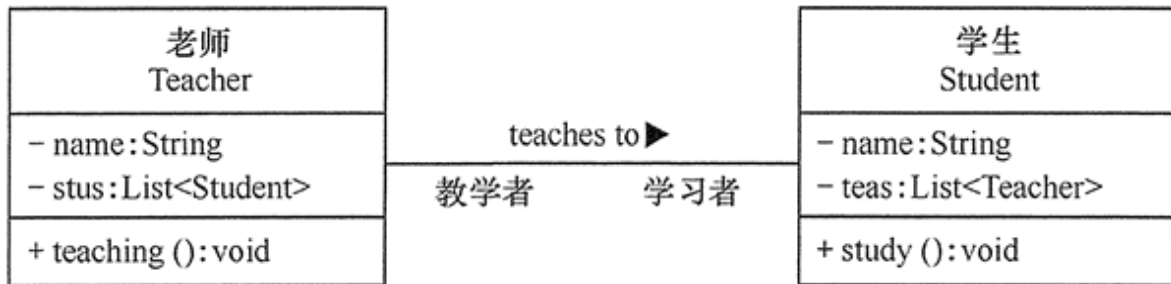 老师
Teacher
- name:String
- stus:List<Student>
+ teaching ():void
teaches to▶
教学者
学习者
学生
Student
- name:String
- teas:List<Teacher>
+ study ():void